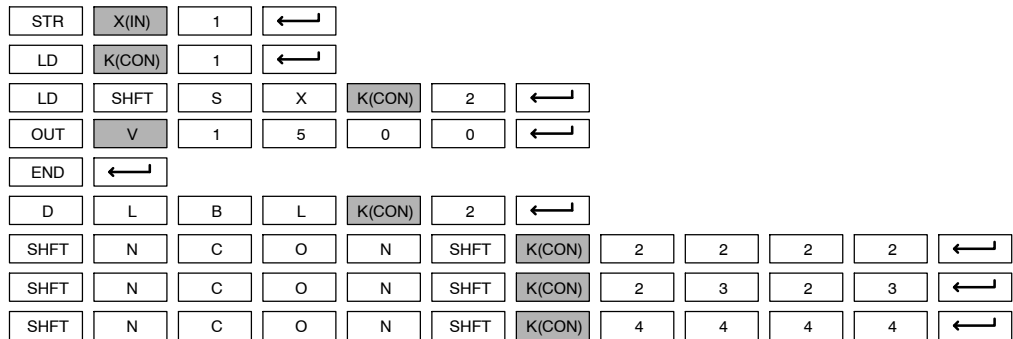 STR X(IN) 1
LD K(CON) 1
LD SHFT S X K(CON) 2
OUT V 1 5 0 0
END
D L B L K(CON) 2
SHFT N C O N SHFT K(CON) 2 2 2 2
SHFT N C O N SHFT K(CON) 2 3 2 3
SHFT N C O N SHFT K(CON) 4 4 4 4